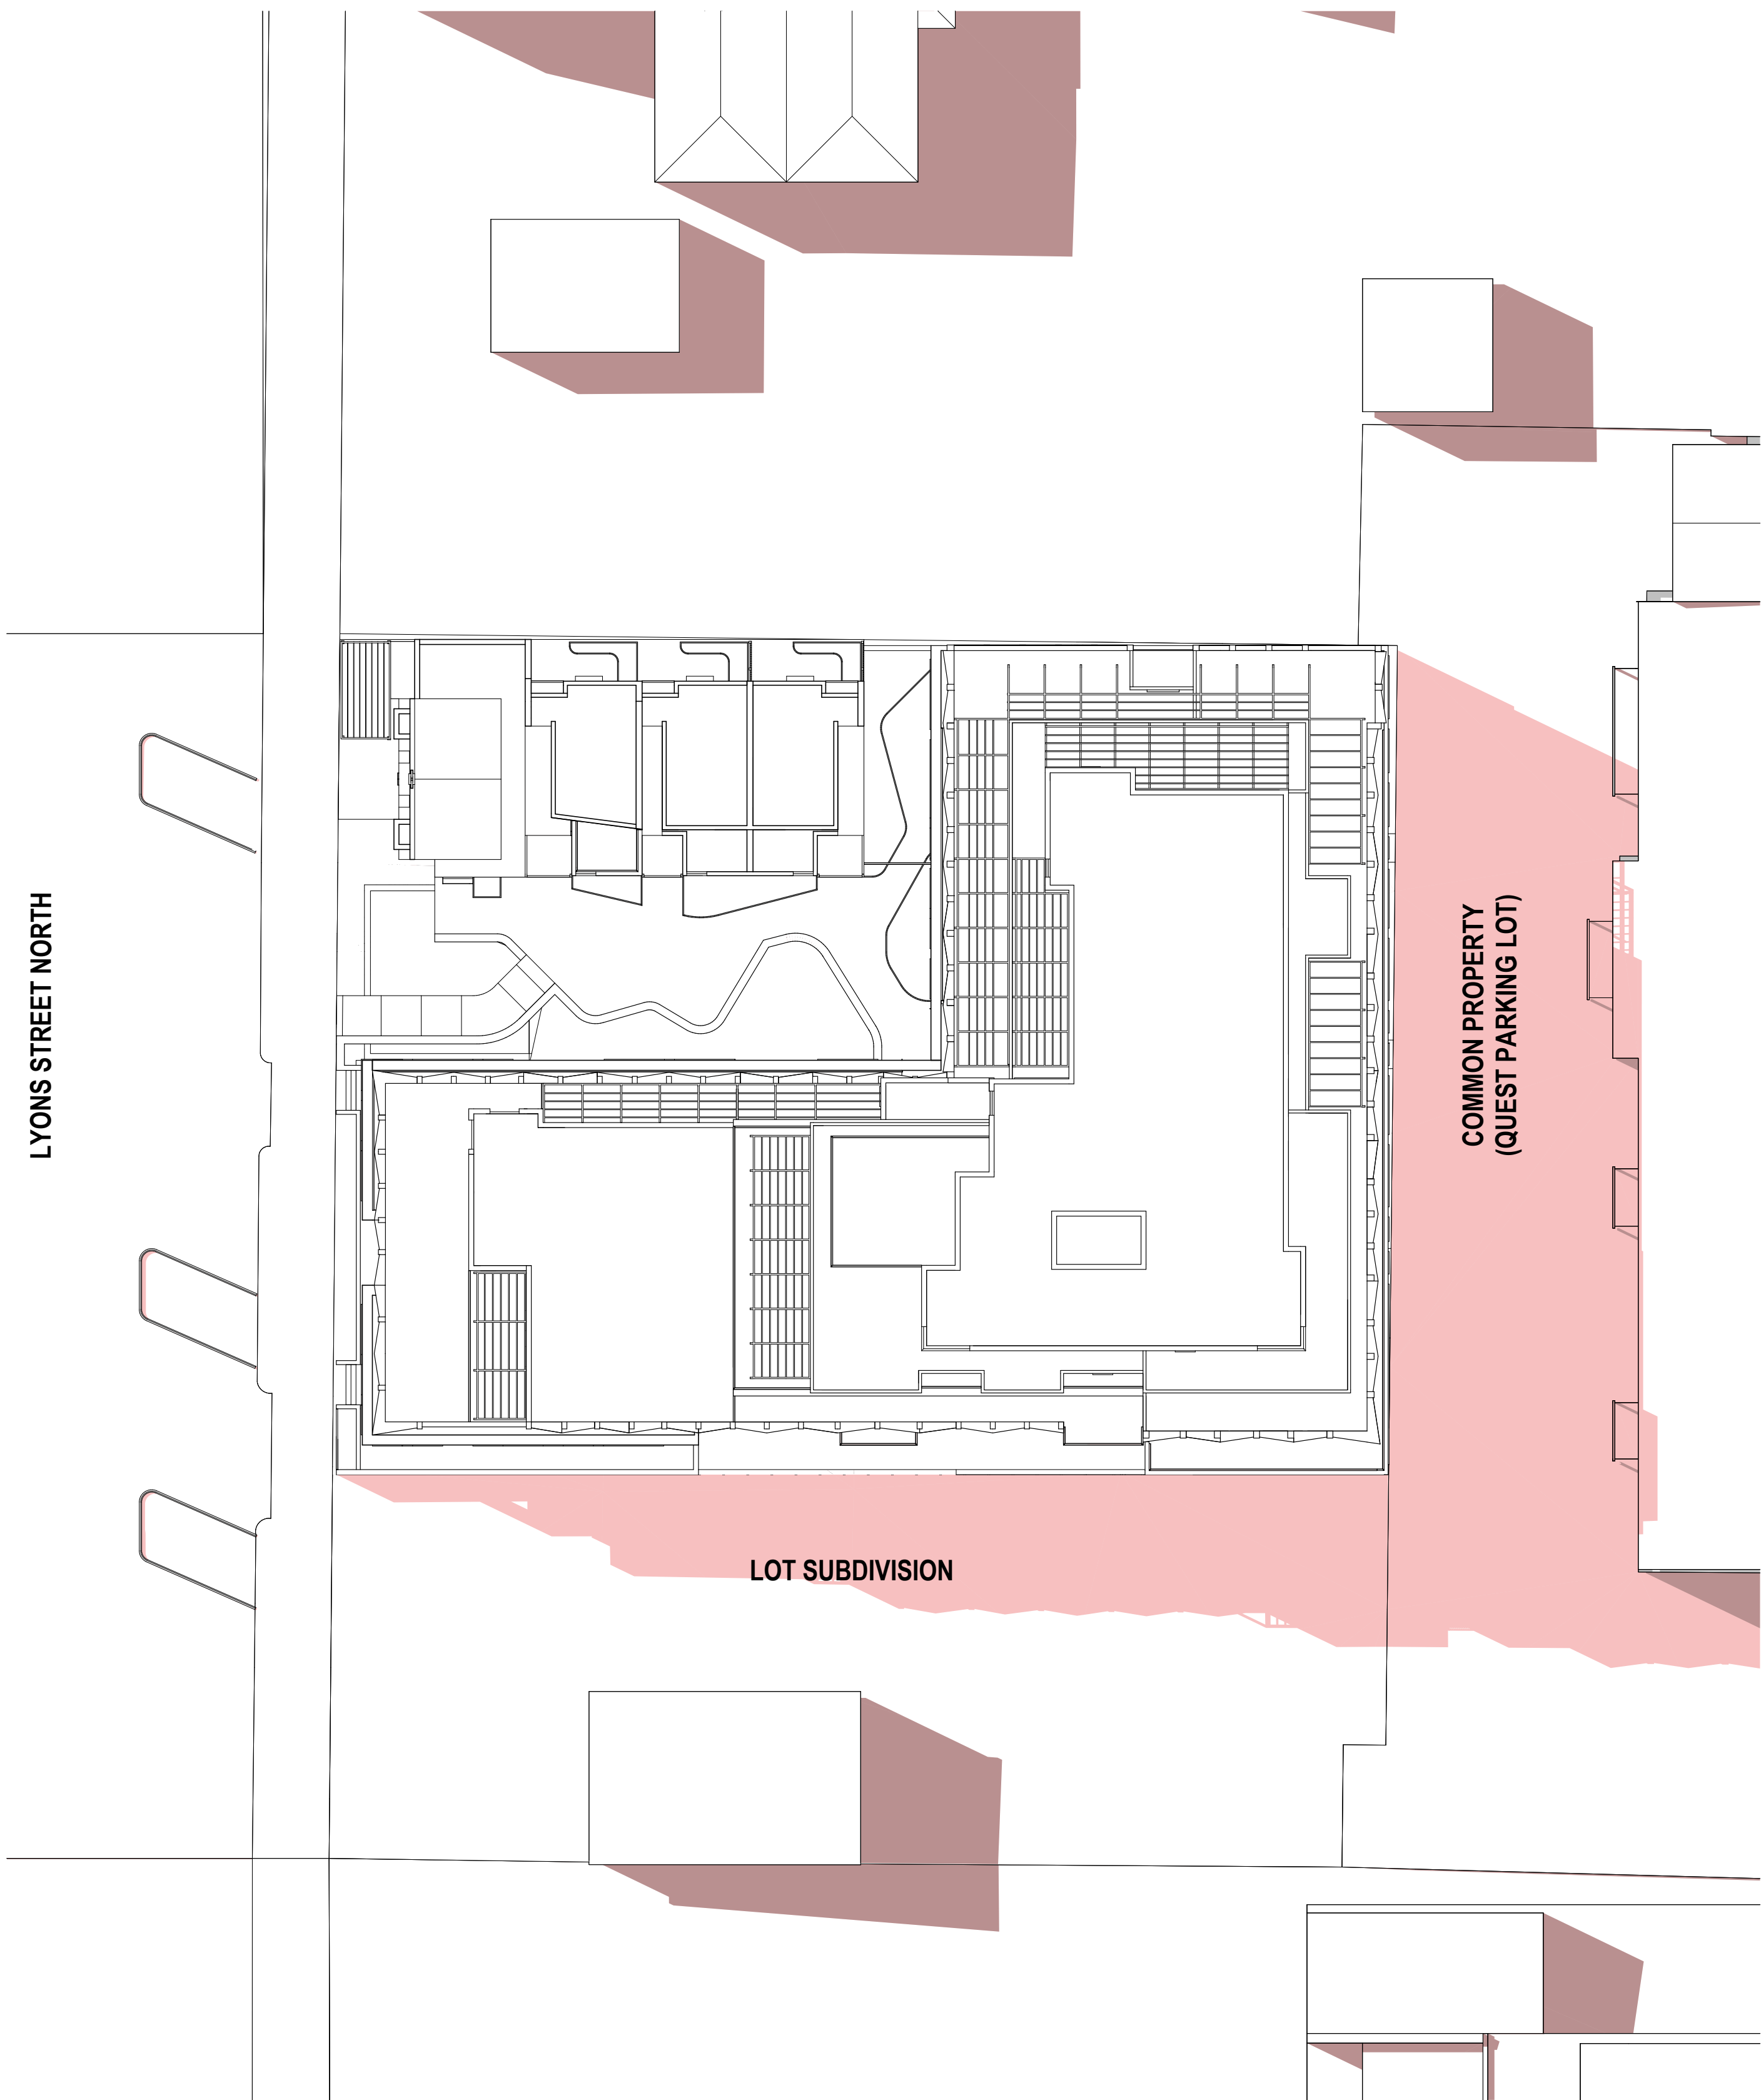 LYONS STREET NORTH
COMMON PROPERTY
(QUEST PARKING LOT)
LOT SUBDIVISION